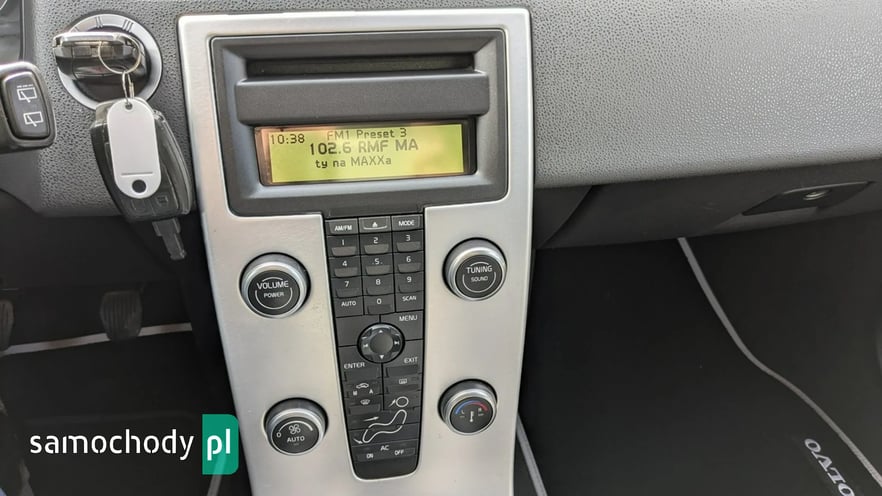 10:38 FM1 Preset 3
102.6 RMF MA
ty na MAXXa
AM/FM MODE
1 2 3
4 .5. 6
7 8 9
AUTO 0 SCAN
VOLUME
POWER
TUNING
SOUND
MENU
ENTER EXIT
M A
0
AUTO
AC
ON OFF
VOLVO
samochody pl